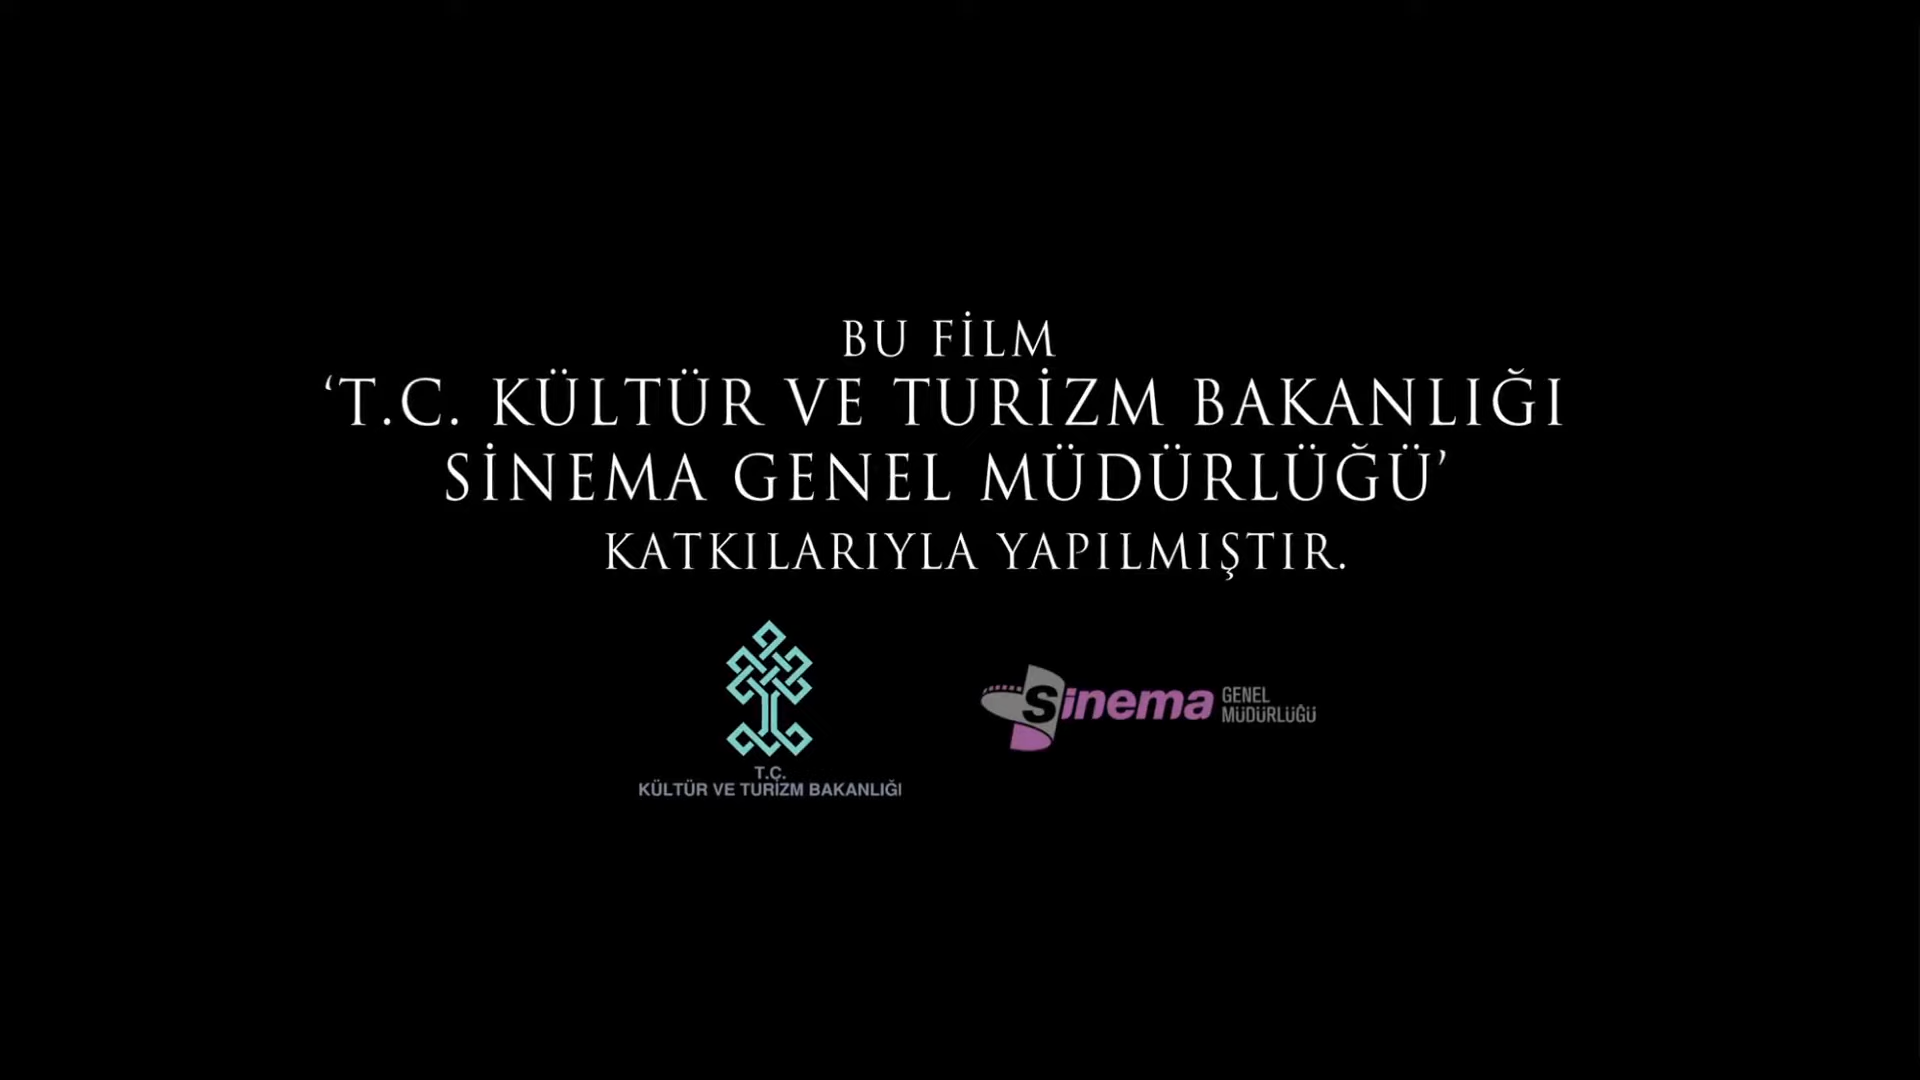 BU FİLM
‘T.C. KÜLTÜR VE TURİZM BAKANLIĞI
SİNEMA GENEL MÜDÜRLÜĞÜ’
KATKILARIYLA YAPILMIŞTIR.
T.C.
KÜLTÜR VE TURİZM BAKANLIĞI
Sinema GENEL
MÜDÜRLÜĞÜ